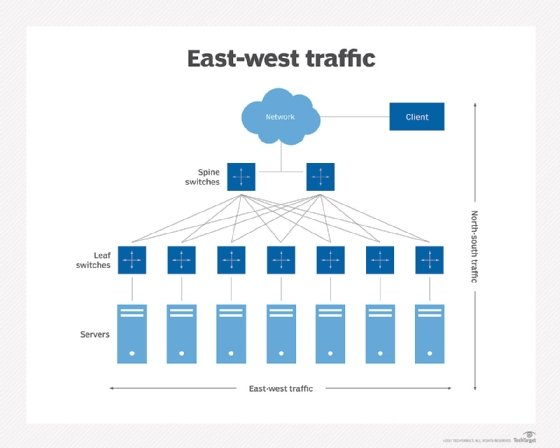 East-west traffic
Network
Client
Spine
switches
North-south traffic
Leaf
switches
Servers
East-west traffic
©2021 TECHTARGET, ALL RIGHTS RESERVED
TechTarget